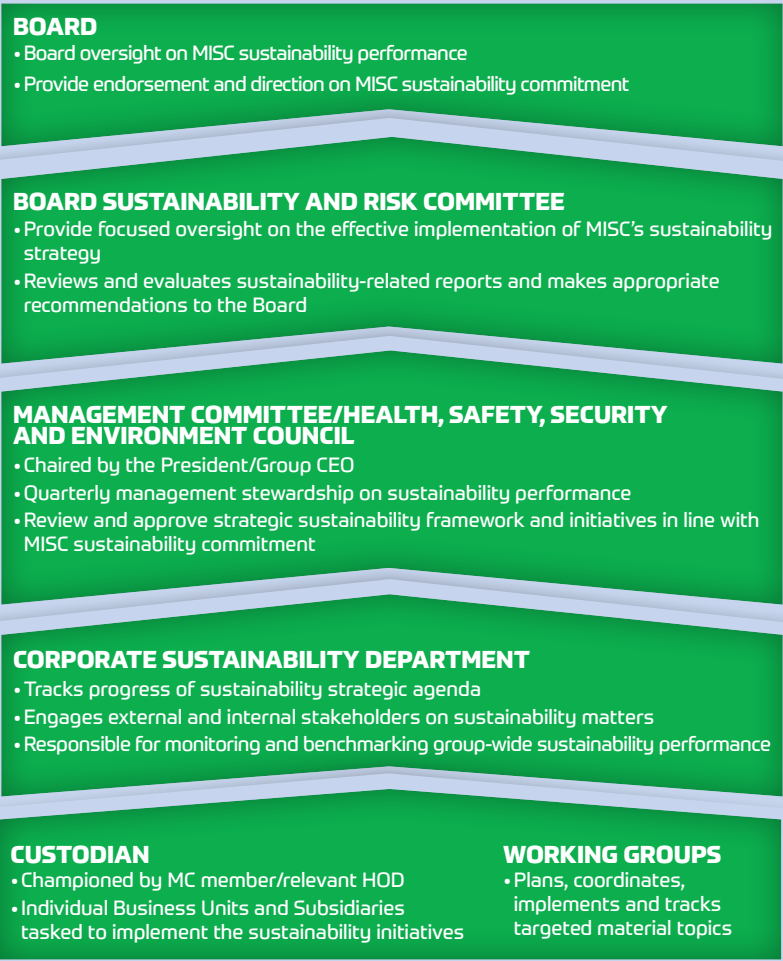 BOARD
• Board oversight on MISC sustainability performance
• Provide endorsement and direction on MISC sustainability commitment
BOARD SUSTAINABILITY AND RISK COMMITTEE
• Provide focused oversight on the effective implementation of MISC’s sustainability
strategy
• Reviews and evaluates sustainability-related reports and makes appropriate
recommendations to the Board
MANAGEMENT COMMITTEE/HEALTH, SAFETY, SECURITY
AND ENVIRONMENT COUNCIL
• Chaired by the President/Group CEO
• Quarterly management stewardship on sustainability performance
• Review and approve strategic sustainability framework and initiatives in line with
MISC sustainability commitment
CORPORATE SUSTAINABILITY DEPARTMENT
• Tracks progress of sustainability strategic agenda
• Engages external and internal stakeholders on sustainability matters
• Responsible for monitoring and benchmarking group-wide sustainability performance
CUSTODIAN
• Championed by MC member/relevant HOD
• Individual Business Units and Subsidiaries
tasked to implement the sustainability initiatives
WORKING GROUPS
• Plans, coordinates,
implements and tracks
targeted material topics